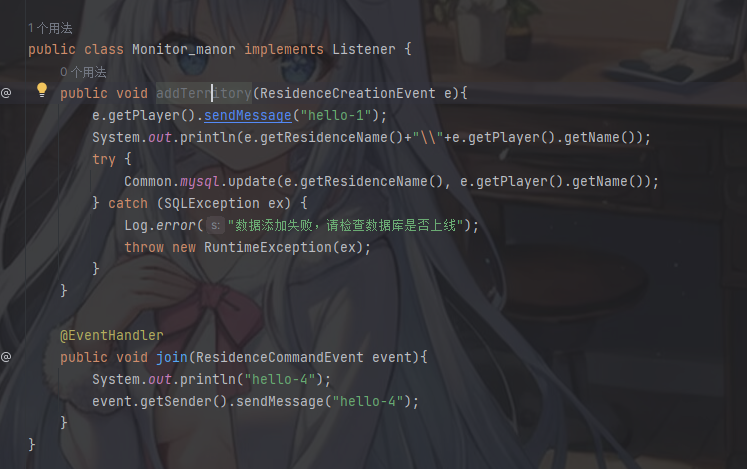 1个用法
public class Monitor_manor implements Listener {
0个用法
public void addTerritory(ResidenceCreationEvent e){
e.getPlayer().sendMessage("hello-1");
System.out.println(e.getResidenceName()+"\\"+e.getPlayer().getName());
try {
Common.mysql.update(e.getResidenceName(), e.getPlayer().getName());
} catch (SQLException ex) {
Log.error( s: "数据添加失败，请检查数据库是否上线");
throw new RuntimeException(ex);
}
}
@EventHandler
public void join(ResidenceCommandEvent event){
System.out.println("hello-4");
event.getSender().sendMessage("hello-4");
}
}